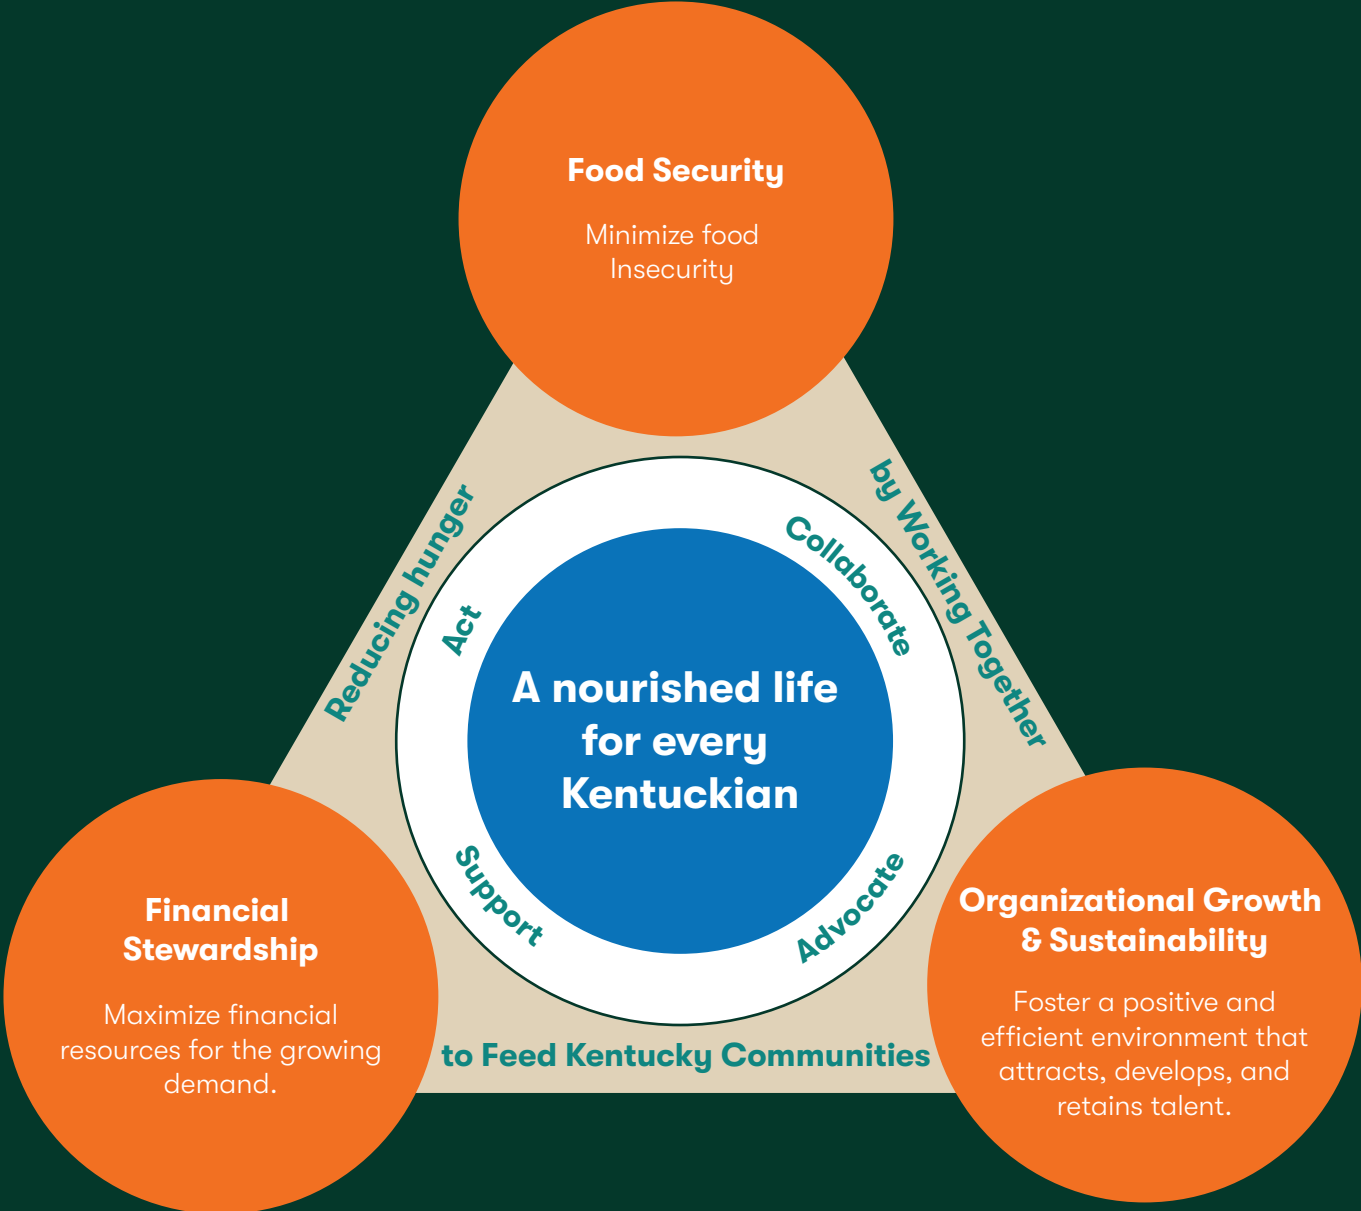 Food Security
Minimize food
Insecurity
Reducing hunger
by Working Together
Act
Collaborate
A nourished life
for every
Kentuckian
Support
Advocate
Financial
Stewardship
Maximize financial
resources for the growing
demand.
to Feed Kentucky Communities
Organizational Growth
& Sustainability
Foster a positive and
efficient environment that
attracts, develops, and
retains talent.